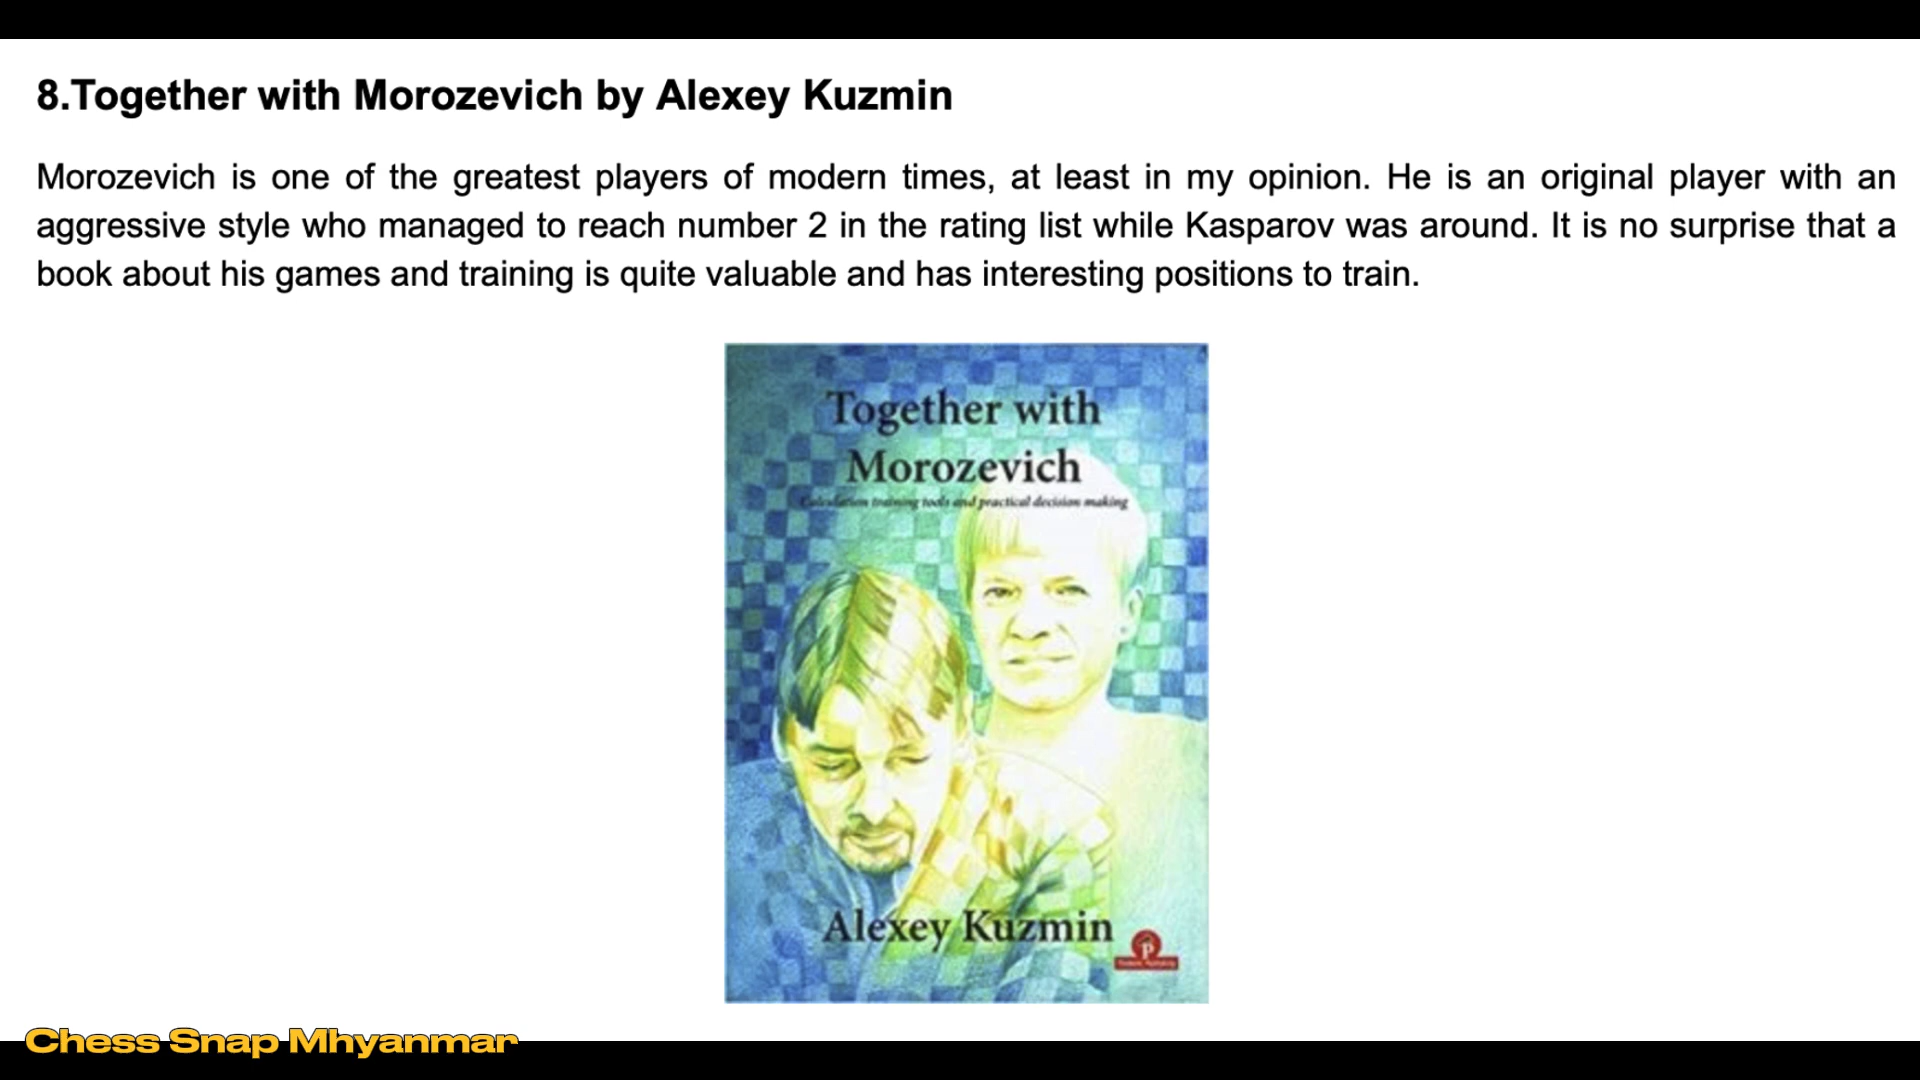 8.Together with Morozevich by Alexey Kuzmin
Morozevich is one of the greatest players of modern times, at least in my opinion. He is an original player with an
aggressive style who managed to reach number 2 in the rating list while Kasparov was around. It is no surprise that a
book about his games and training is quite valuable and has interesting positions to train.
Together with
Morozevich
Calculation training tools and practical decision making
Alexey Kuzmin
P
Chess Snap Mhyanmar